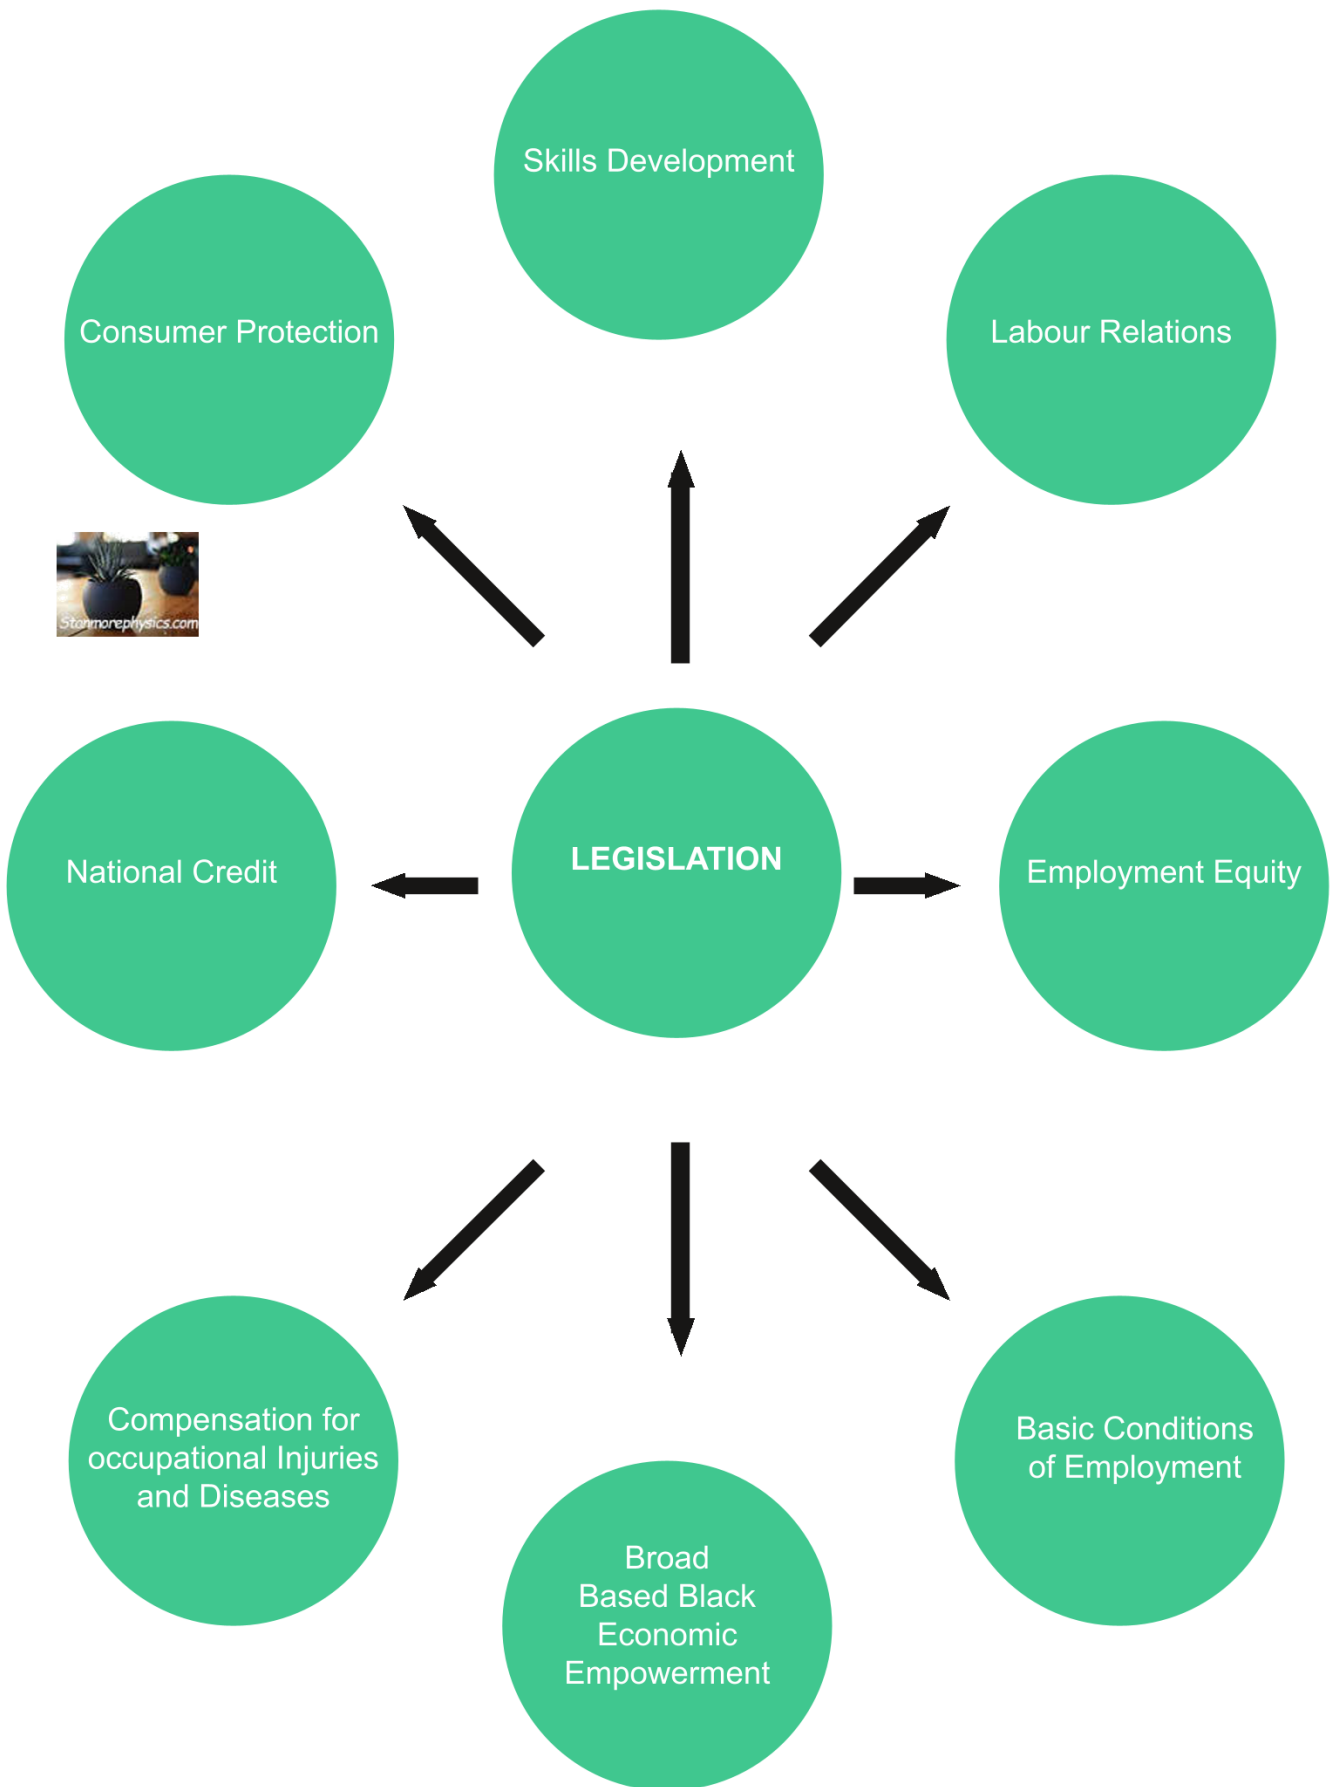 Skills Development
Consumer Protection
Labour Relations
Stanmorephysics.com
National Credit
LEGISLATION
Employment Equity
Compensation for
occupational Injuries
and Diseases
Basic Conditions
of Employment
Broad
Based Black
Economic
Empowerment